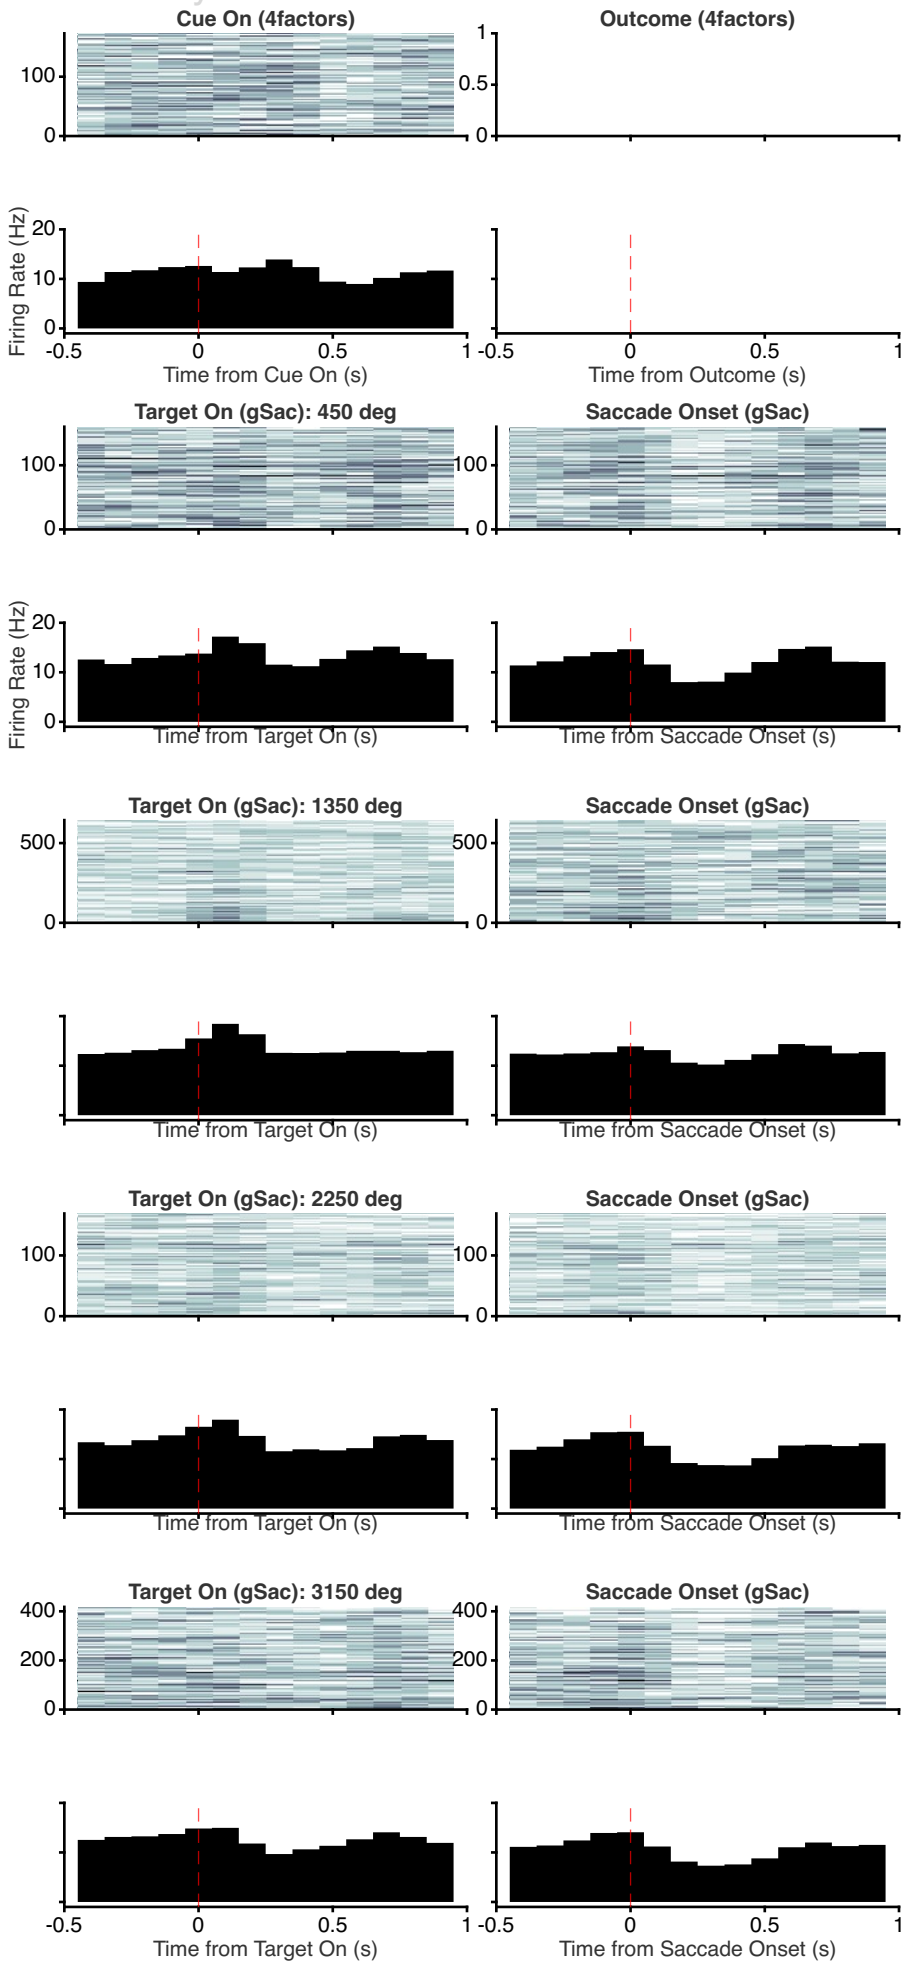 Cue On (4factors) Outcome (4factors)
100
0
1
0.5
0
Firing Rate (Hz)
20
10
0
-0.5 0 0.5 1 -0.5 0 0.5 1
Time from Cue On (s) Time from Outcome (s)
Target On (gSac): 450 deg Saccade Onset (gSac)
100 100
0 0
Firing Rate (Hz)
20
10
0
Time from Target On (s) Time from Saccade Onset (s)
Target On (gSac): 1350 deg Saccade Onset (gSac)
500 500
0 0
Time from Target On (s) Time from Saccade Onset (s)
Target On (gSac): 2250 deg Saccade Onset (gSac)
100 100
0 0
Time from Target On (s) Time from Saccade Onset (s)
Target On (gSac): 3150 deg Saccade Onset (gSac)
400 400
200 200
0 0
-0.5 0 0.5 1 -0.5 0 0.5 1
Time from Target On (s) Time from Saccade Onset (s)